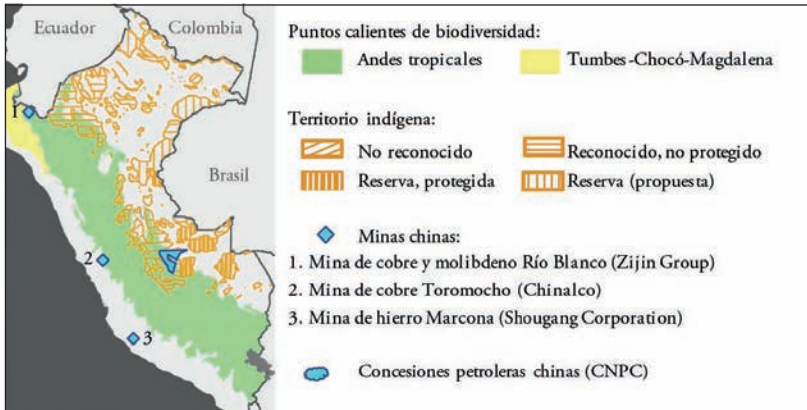 Ecuador
Colombia
Brasil
1
2
3
Puntos calientes de biodiversidad:
Andes tropicales
Tumbes-Chocó-Magdalena
Territorio indígena:
No reconocido
Reconocido, no protegido
Reserva, protegida
Reserva (propuesta)
Minas chinas:
1. Mina de cobre y molibdeno Río Blanco (Zijin Group)
2. Mina de cobre Toromocho (Chinalco)
3. Mina de hierro Marcona (Shougang Corporation)
Concesiones petroleras chinas (CNPC)